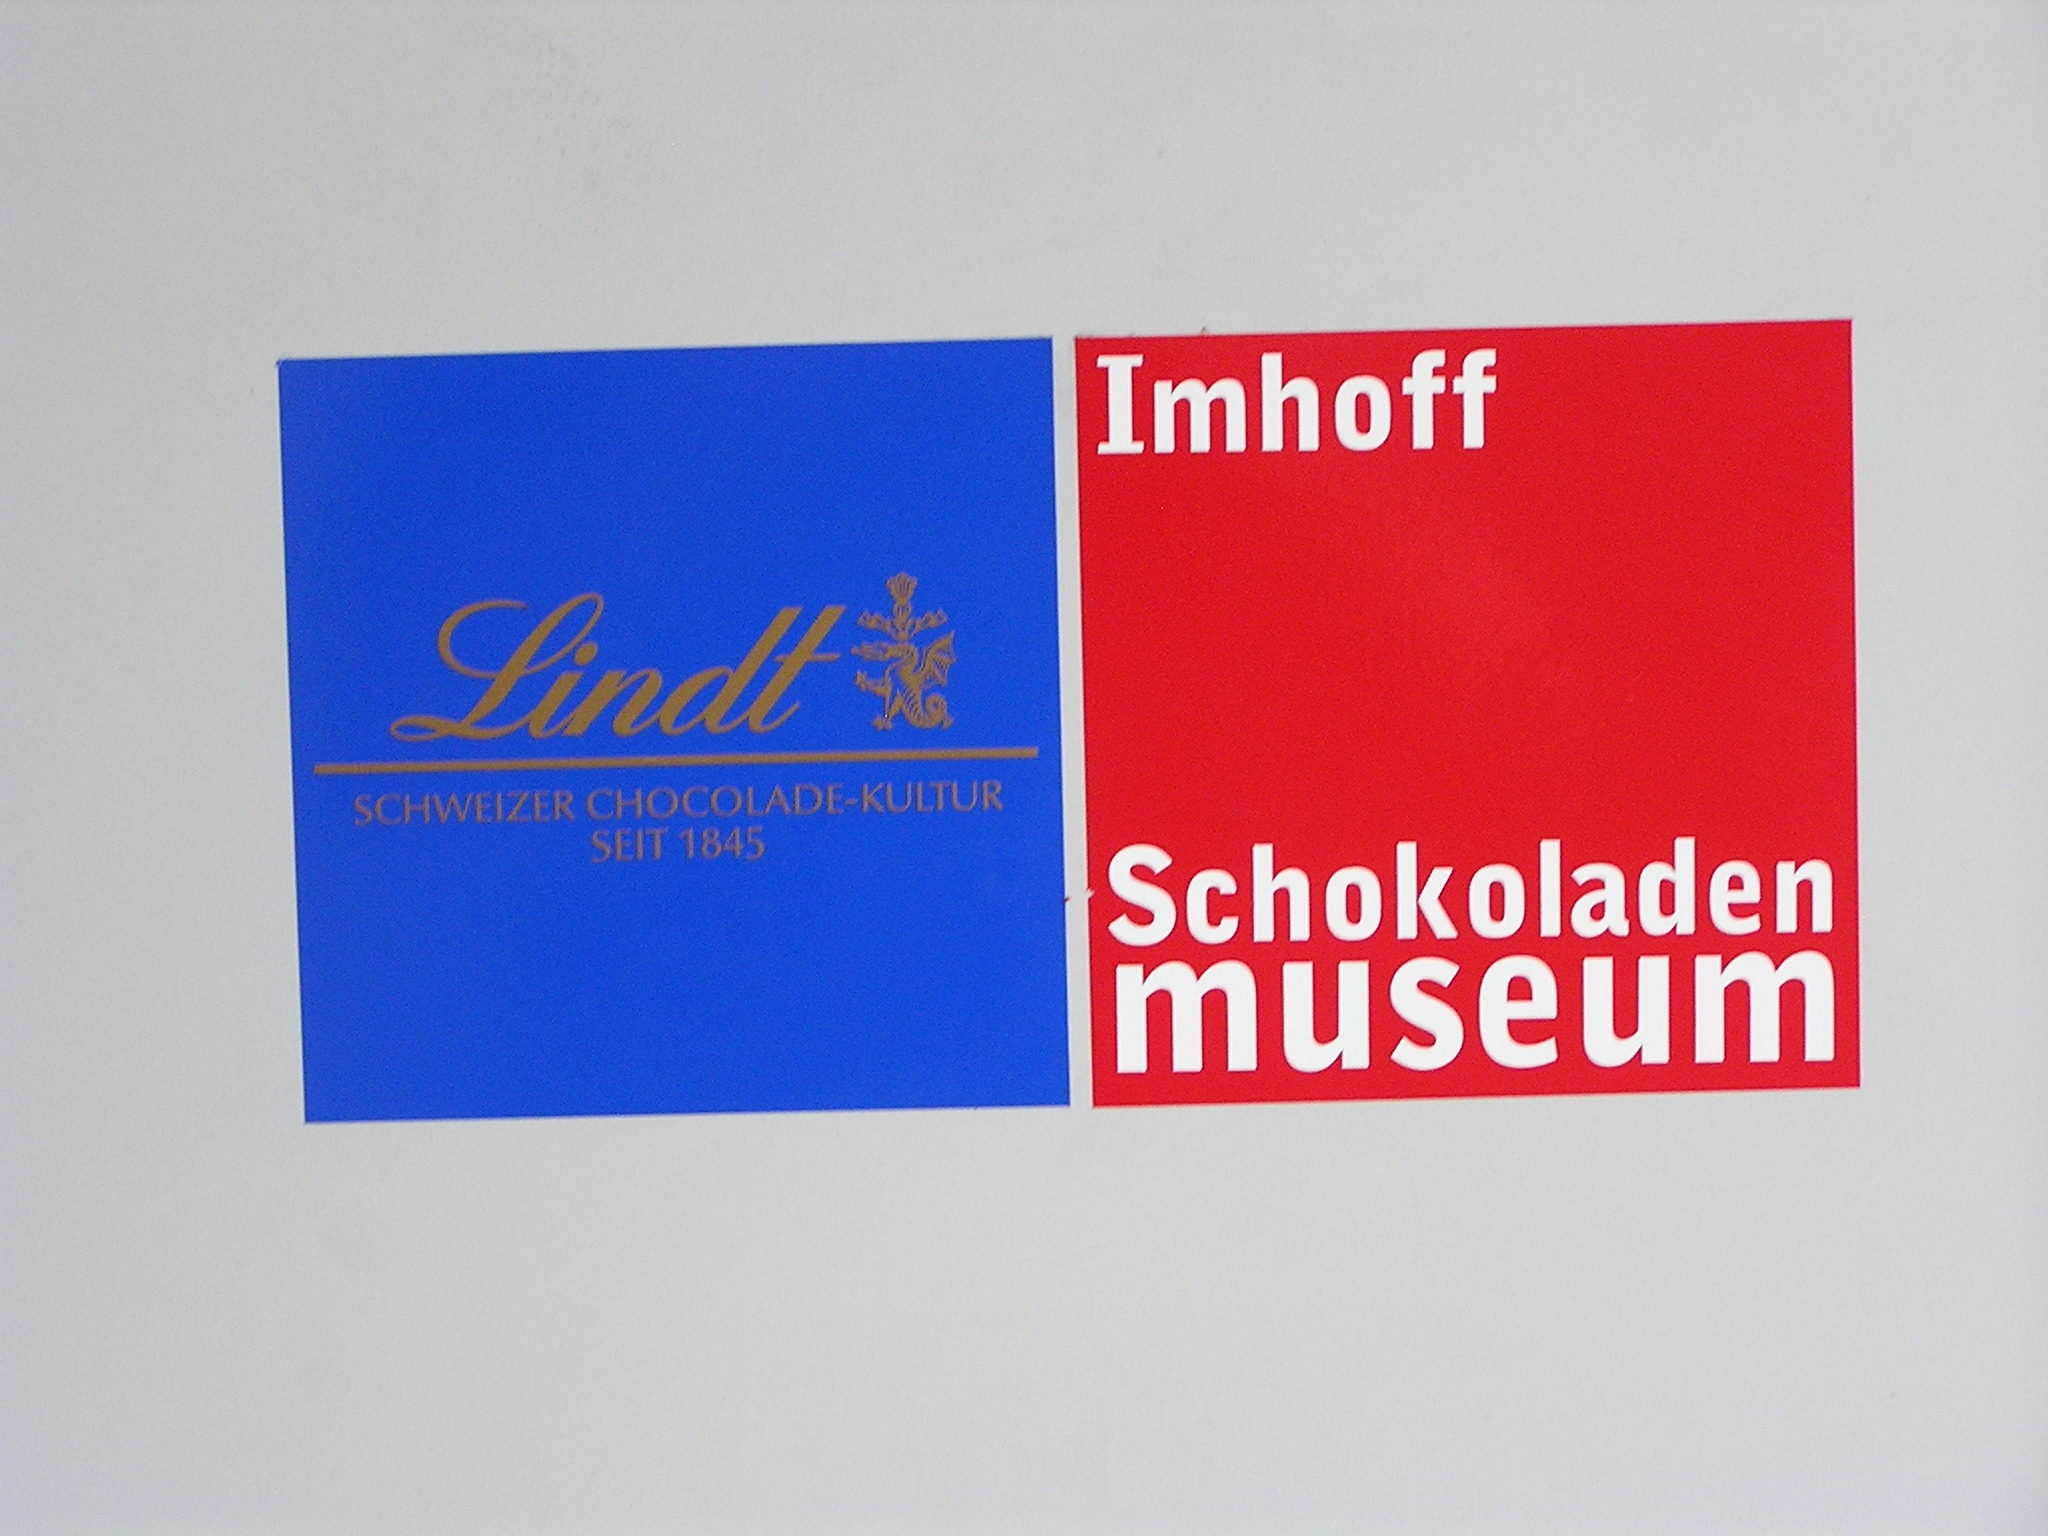 Lindt
SCHWEIZER CHOCOLADE-KULTUR
SEIT 1845
Imhoff
Schokoladen
museum